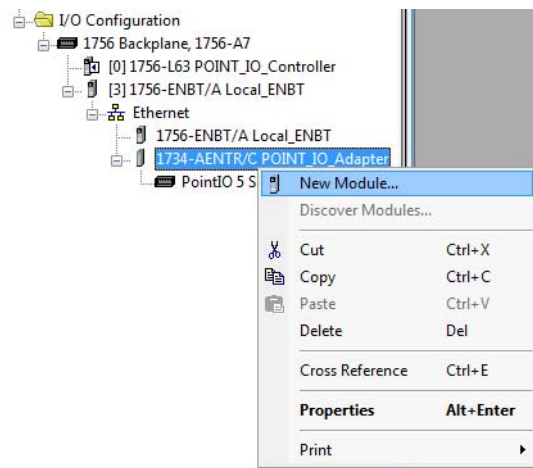 I/O Configuration
1756 Backplane, 1756-A7
[0] 1756-L63 POINT_IO_Controller
[3] 1756-ENBT/A Local_ENBT
Ethernet
1756-ENBT/A Local_ENBT
1734-AENTR/C POINT_IO_Adapter
PointIO 5 S
New Module...
Discover Modules...
Cut Ctrl+X
Copy Ctrl+C
Paste Ctrl+V
Delete Del
Cross Reference Ctrl+E
Properties Alt+Enter
Print